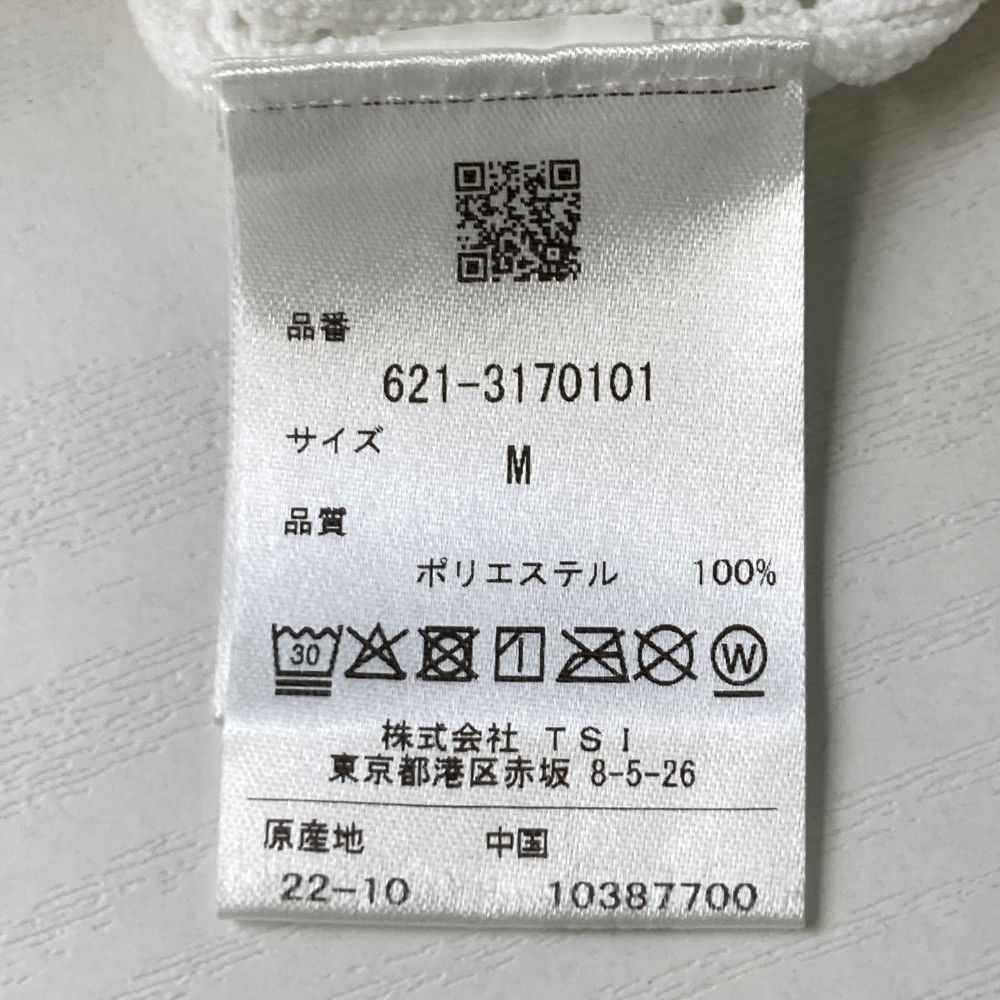 品番
621-3170101
サイズ
M
品質
ポリエステル 100%
30 W
株式会社 TSI
東京都港区赤坂 8-5-26
原産地 中国
22-10 10387700